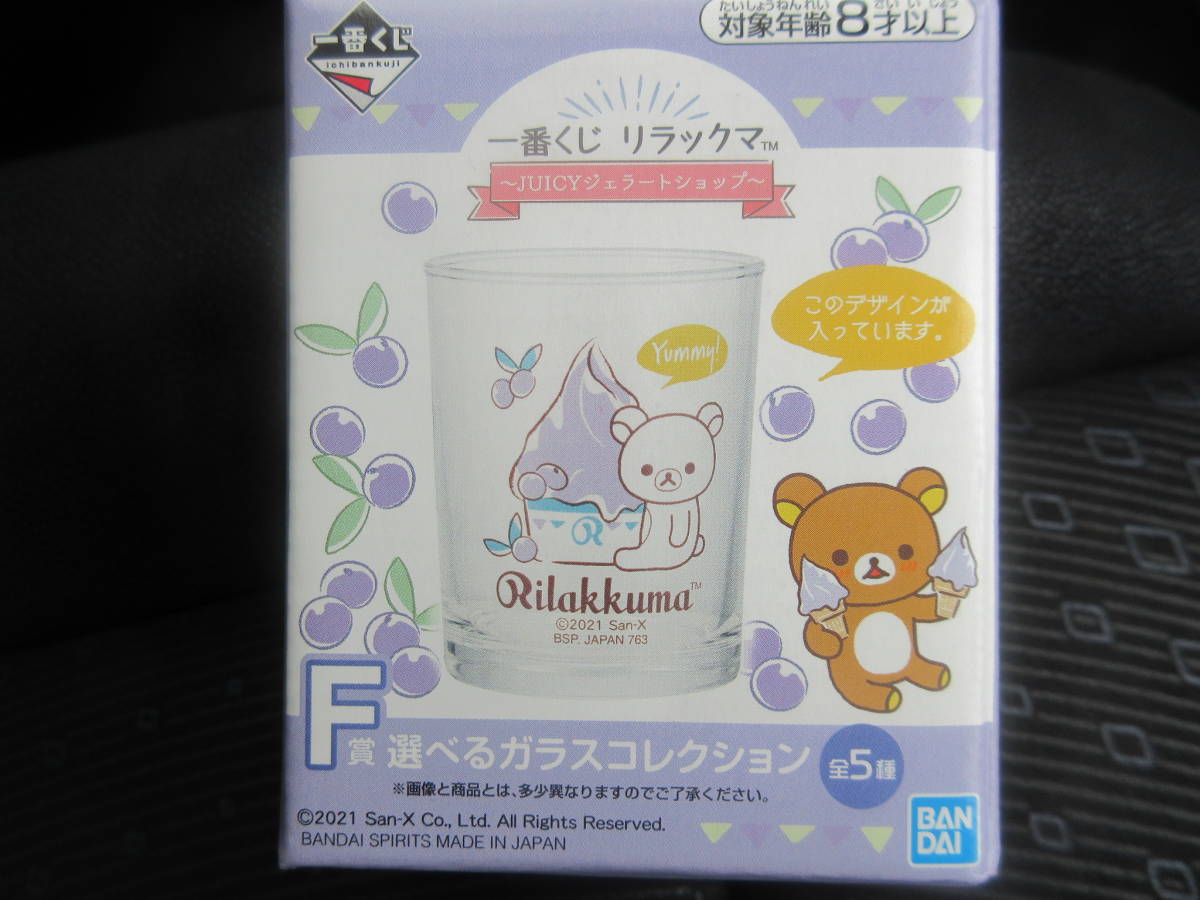 一番くじ
ichibankuji
たいしょうねんれい さい いじょう
対象年齢8才以上
一番くじ リラックマ™
～JUICYジェラートショップ～
このデザインが
入っています。
Yummy!
R
Rilakkuma™
©2021 San-X
BSP. JAPAN 763
F賞 選べるガラスコレクション 全5種
※画像と商品とは、多少異なりますのでご了承ください。
©2021 San-X Co., Ltd. All Rights Reserved.
BANDAI SPIRITS MADE IN JAPAN
BAN
DAI